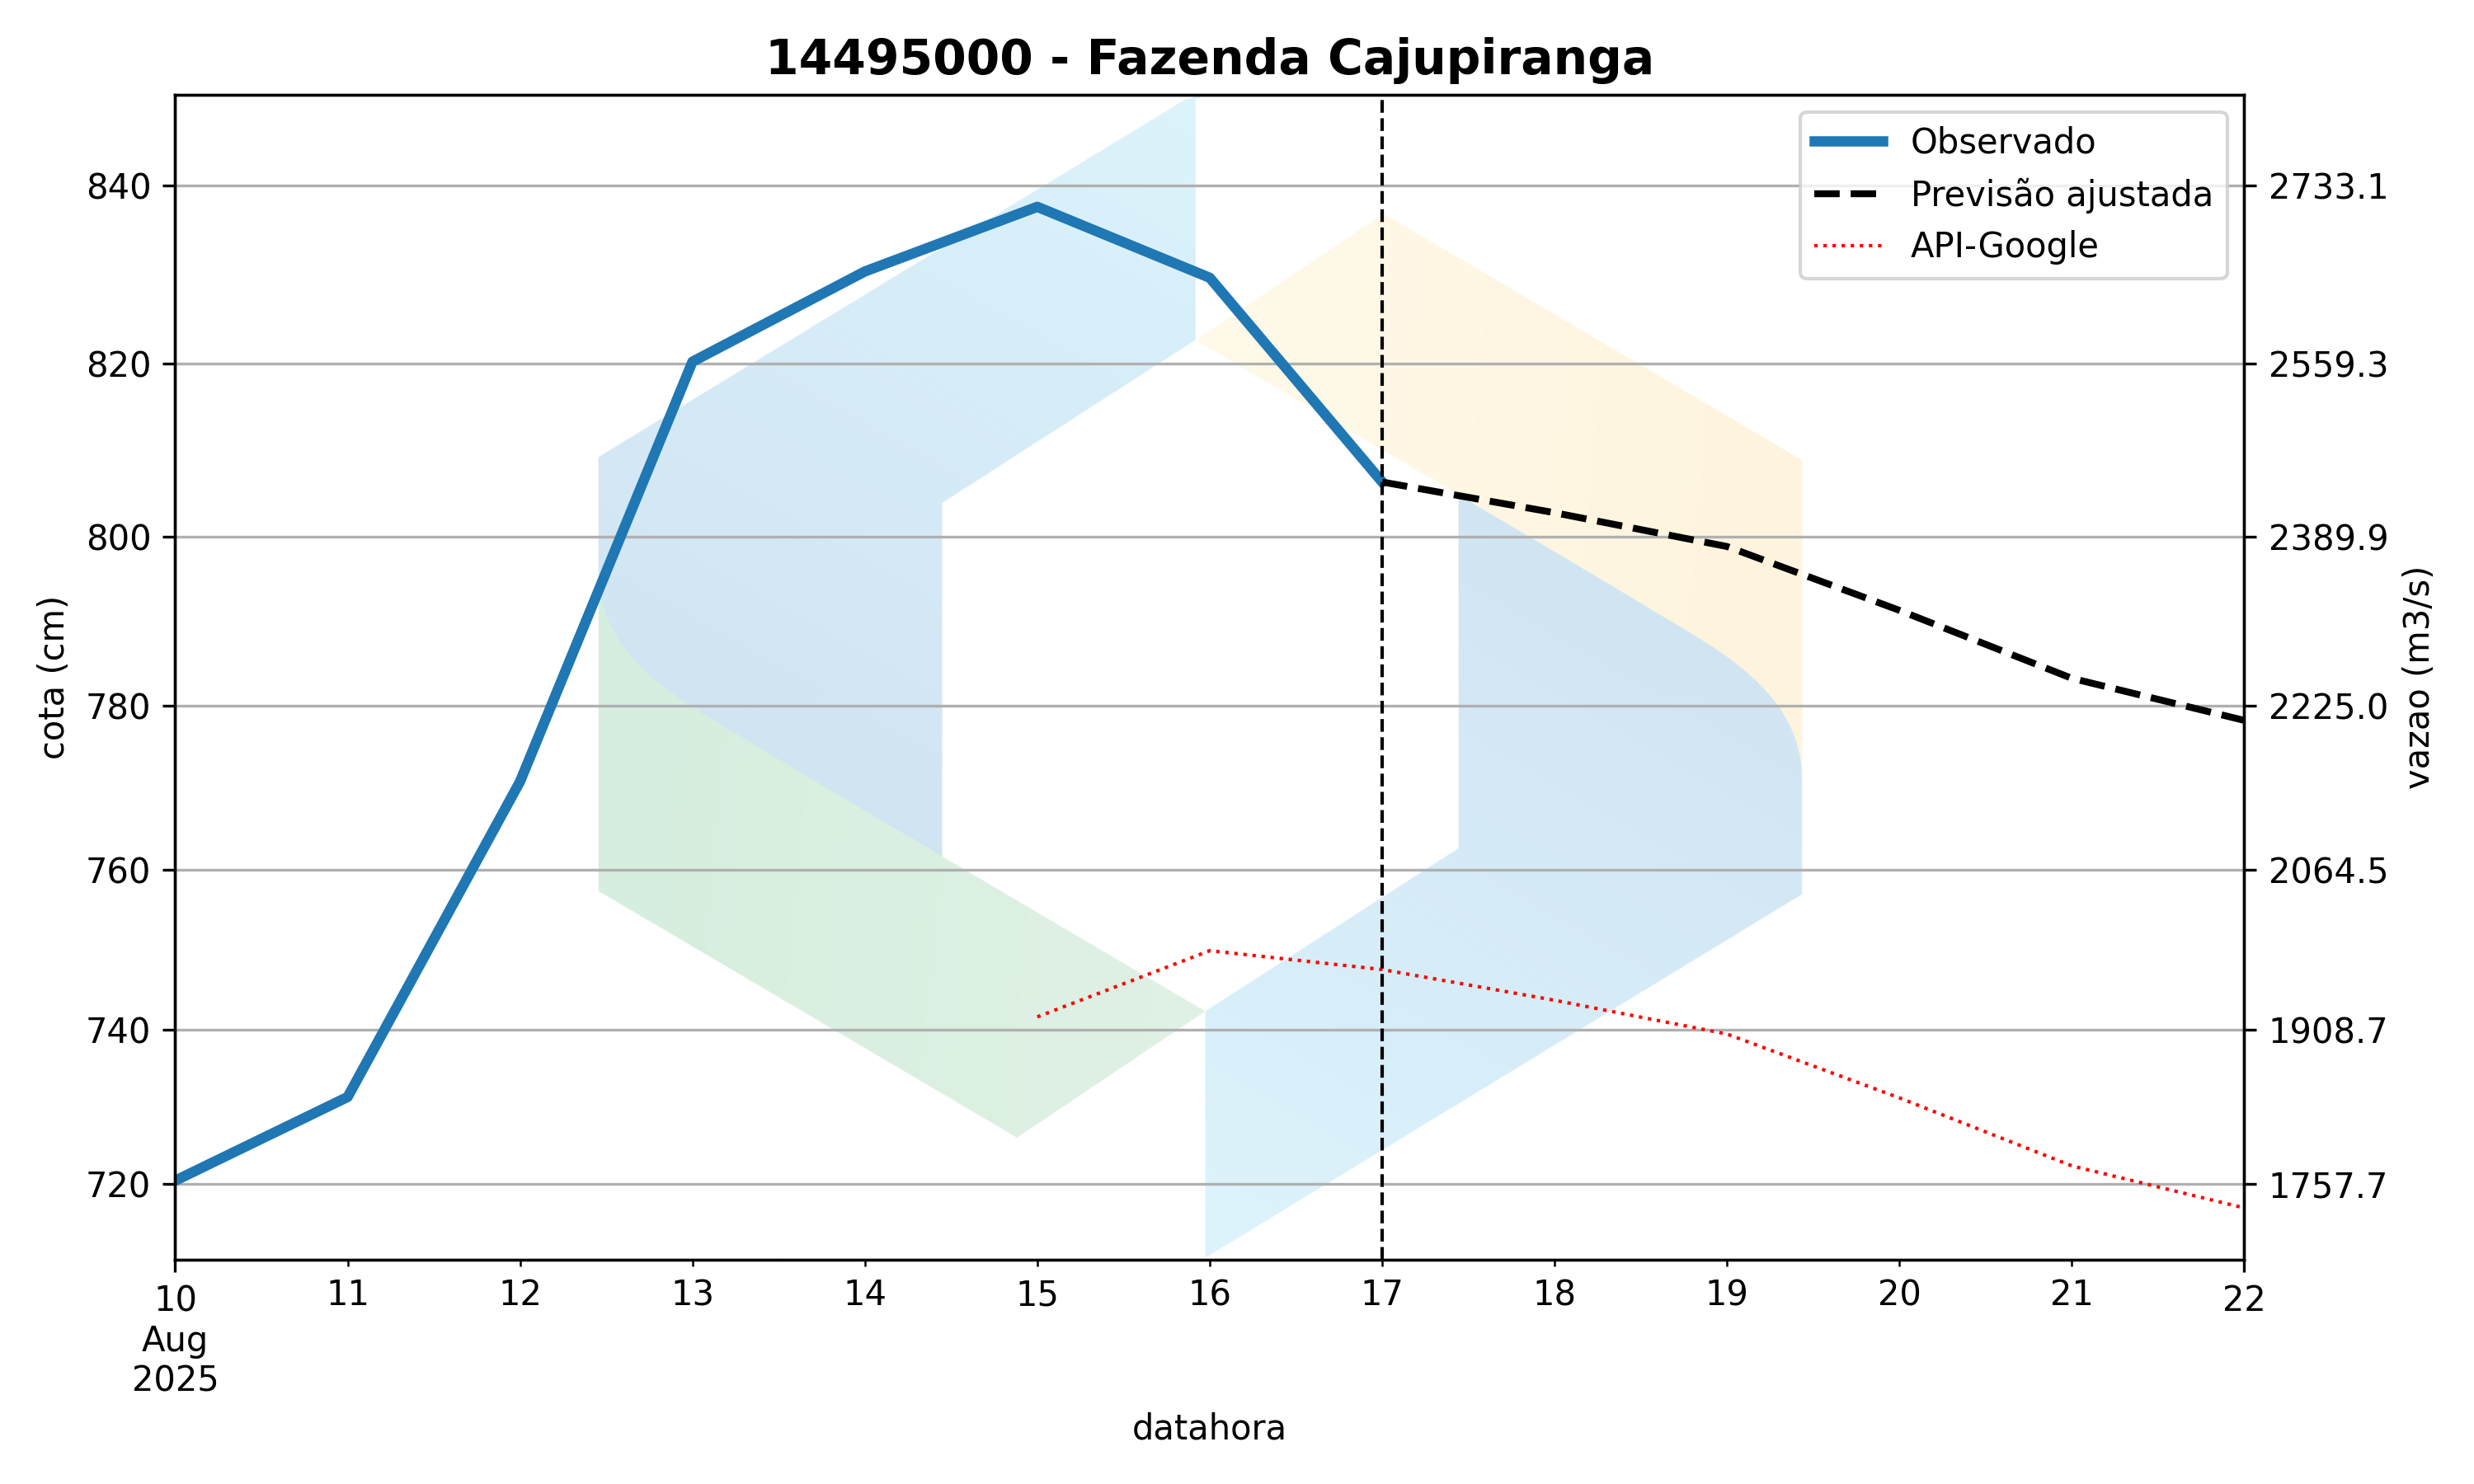 14495000 - Fazenda Cajupiranga
Observado
Previsão ajustada
API-Google
840
820
800
780
760
740
720
cota (cm)
2733.1
2559.3
2389.9
2225.0
2064.5
1908.7
1757.7
vazao (m3/s)
10 11 12 13 14 15 16 17 18 19 20 21 22
Aug
2025
datahora